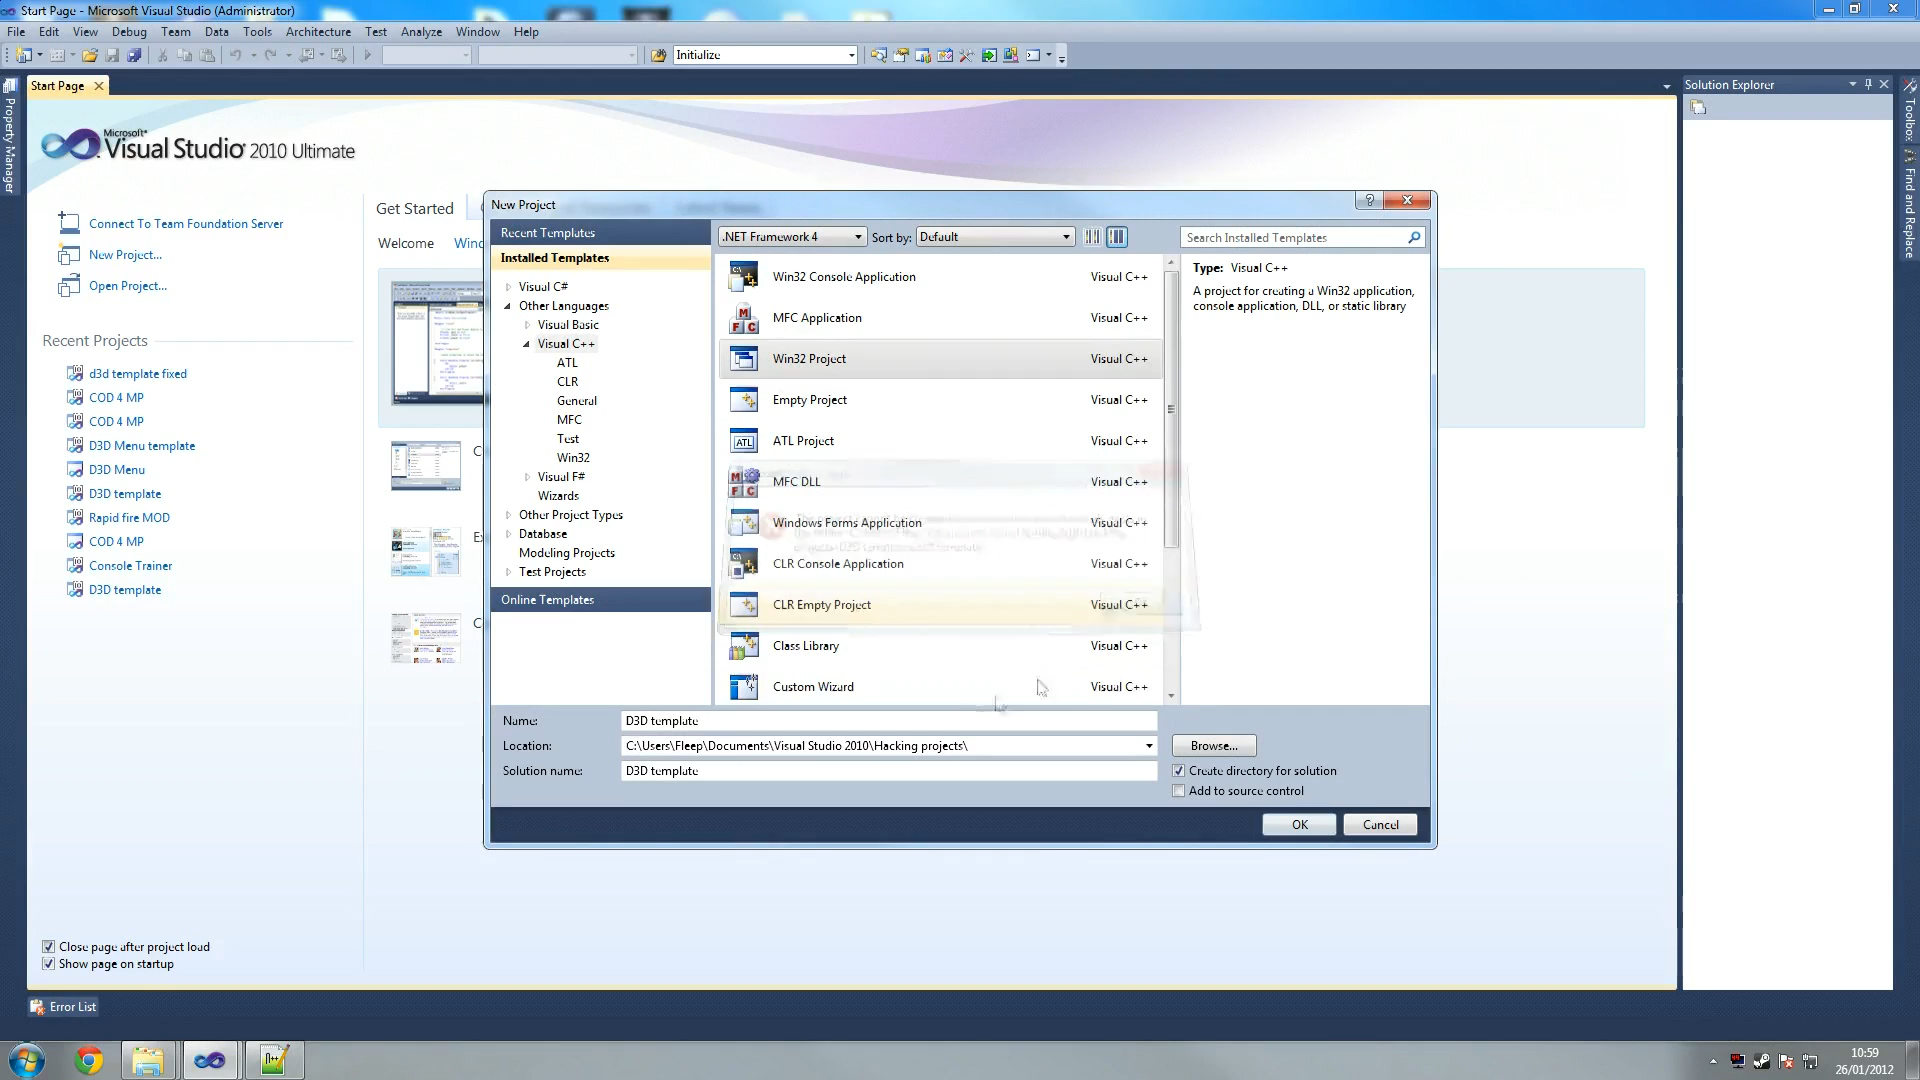 Start Page - Microsoft Visual Studio (Administrator)
File Edit View Debug Team Data Tools Architecture Test Analyze Window Help
Initialize
Start Page
Solution Explorer
Property Manager
Toolbox
Find and Replace
Microsoft®
Visual Studio® 2010 Ultimate
Connect To Team Foundation Server
New Project...
Open Project...
Get Started
Welcome
Recent Projects
d3d template fixed
COD 4 MP
COD 4 MP
D3D Menu template
D3D Menu
D3D template
Rapid fire MOD
COD 4 MP
Console Trainer
D3D template
Close page after project load
Show page on startup
New Project
Recent Templates
Installed Templates
Visual C#
Other Languages
Visual Basic
Visual C++
ATL
CLR
General
MFC
Test
Win32
Visual F#
Wizards
Other Project Types
Database
Modeling Projects
Test Projects
Online Templates
.NET Framework 4 Sort by: Default
Search Installed Templates
Win32 Console Application Visual C++
MFC Application Visual C++
Win32 Project Visual C++
Empty Project Visual C++
ATL Project Visual C++
MFC DLL Visual C++
Windows Forms Application Visual C++
CLR Console Application Visual C++
CLR Empty Project Visual C++
Class Library Visual C++
Custom Wizard Visual C++
Type: Visual C++
A project for creating a Win32 application,
console application, DLL, or static library
Name: D3D template
Location: C:\Users\Fleep\Documents\Visual Studio 2010\Hacking projects\
Browse...
Solution name: D3D template
Create directory for solution
Add to source control
OK Cancel
Error List
10:59
26/01/2012